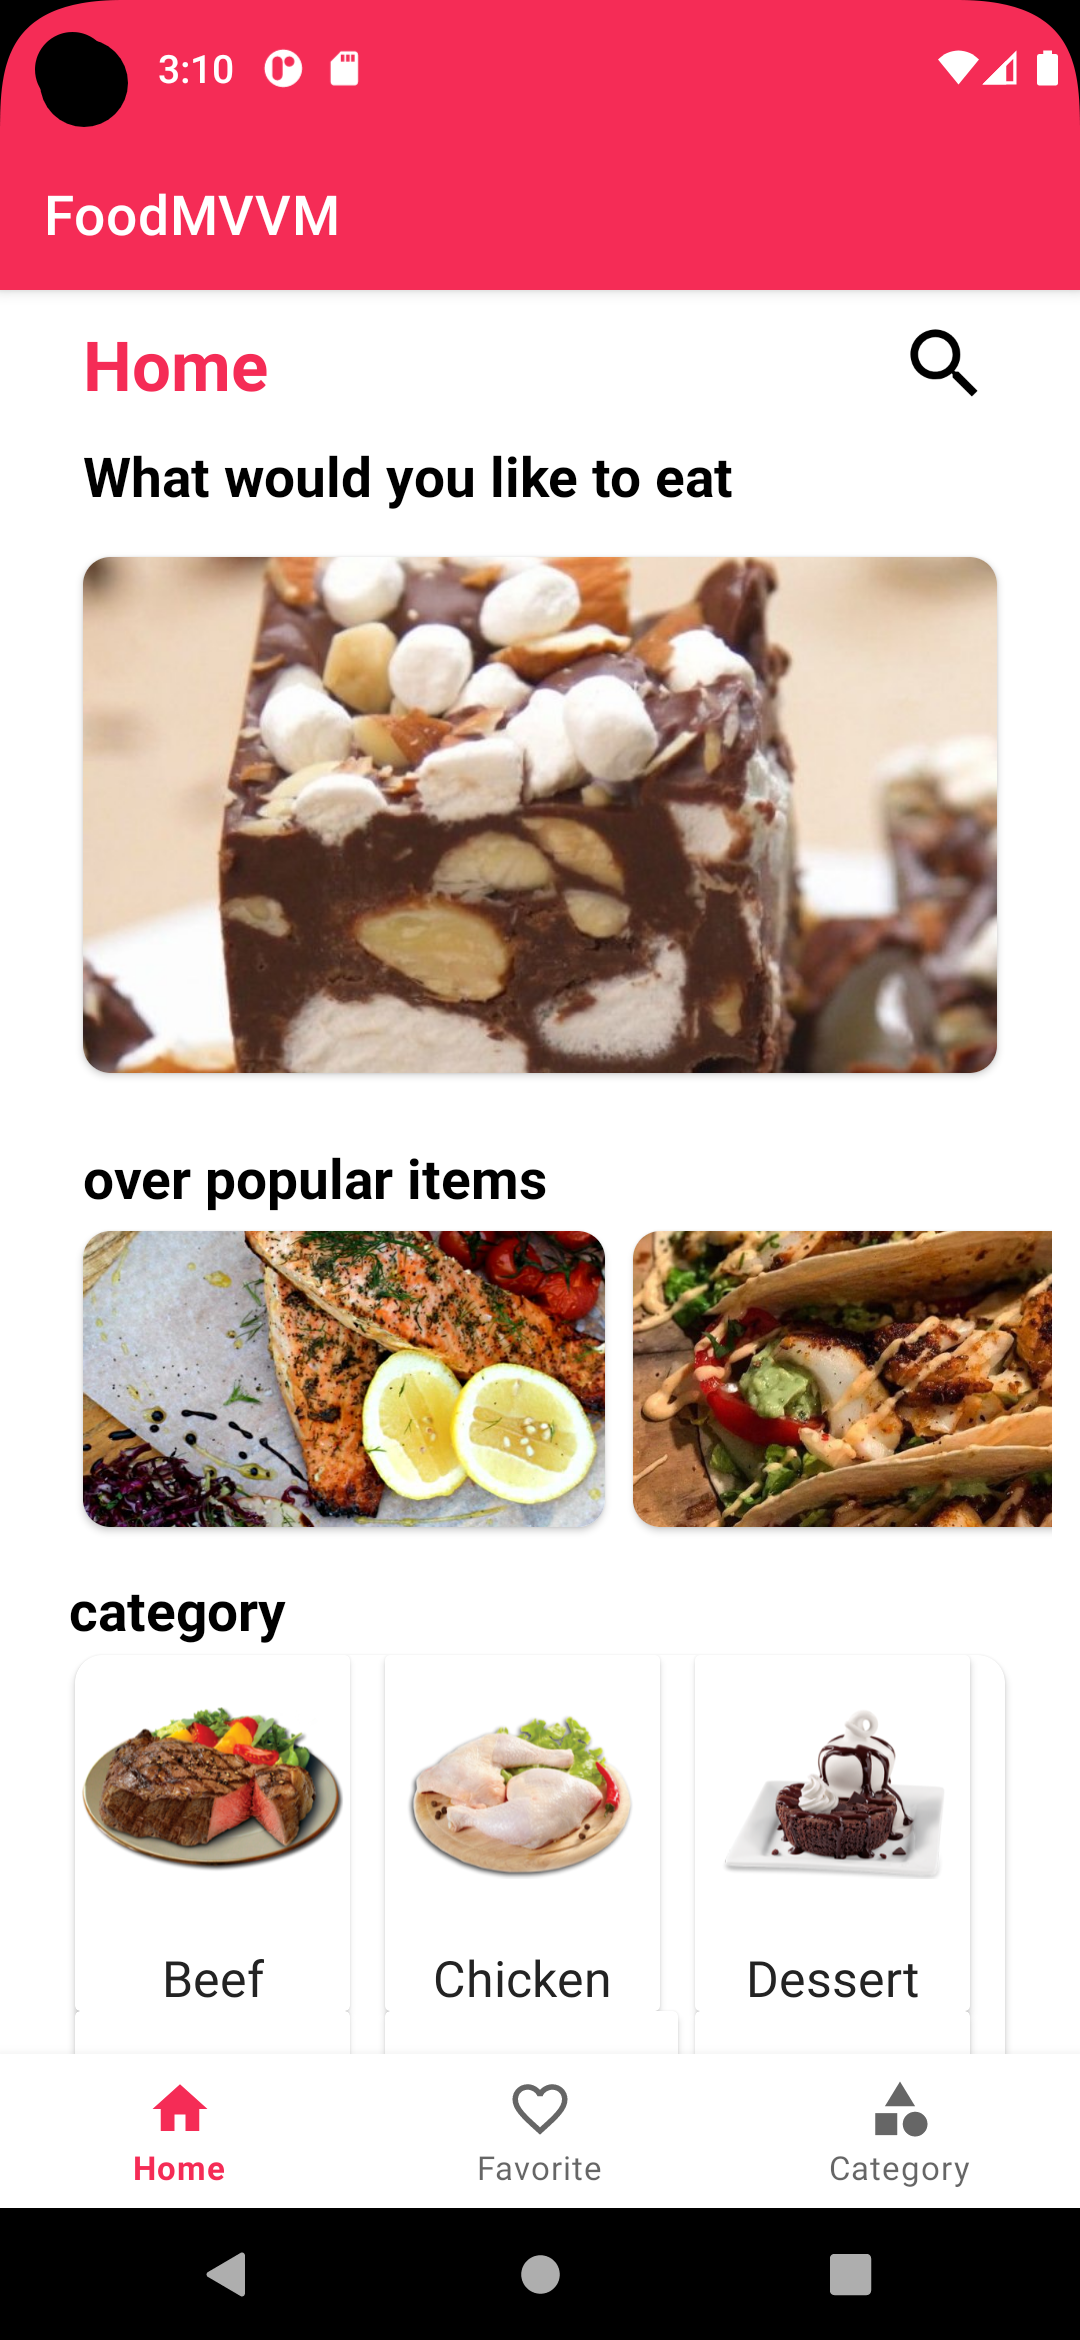 3:10
FoodMVVM
Home
What would you like to eat
over popular items
category
Beef
Chicken
Dessert
Home
Favorite
Category